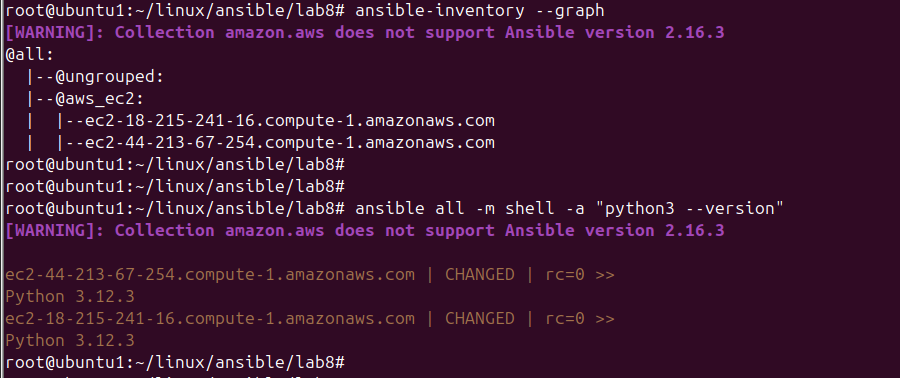 root@ubuntu1:~/linux/ansible/lab8# ansible-inventory --graph
[WARNING]: Collection amazon.aws does not support Ansible version 2.16.3
@all:
  |--@ungrouped:
  |--@aws_ec2:
  |  |--ec2-18-215-241-16.compute-1.amazonaws.com
  |  |--ec2-44-213-67-254.compute-1.amazonaws.com
root@ubuntu1:~/linux/ansible/lab8#
root@ubuntu1:~/linux/ansible/lab8#
root@ubuntu1:~/linux/ansible/lab8# ansible all -m shell -a "python3 --version"
[WARNING]: Collection amazon.aws does not support Ansible version 2.16.3

ec2-44-213-67-254.compute-1.amazonaws.com | CHANGED | rc=0 >>
Python 3.12.3
ec2-18-215-241-16.compute-1.amazonaws.com | CHANGED | rc=0 >>
Python 3.12.3
root@ubuntu1:~/linux/ansible/lab8#